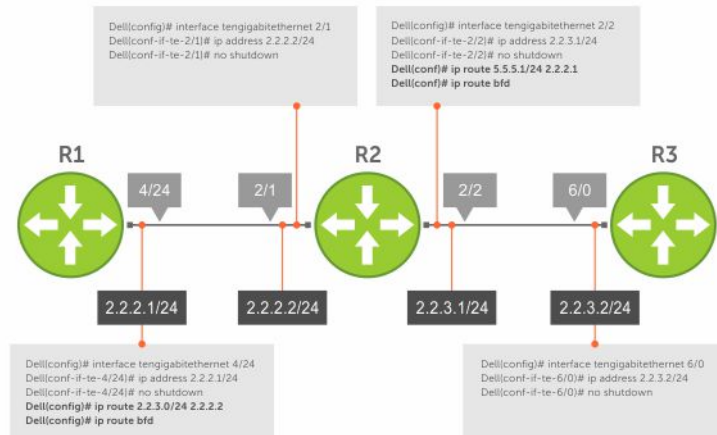 Dell(config)# interface tengigabitethernet 2/1
Dell(conf-if-te-2/1)# ip address 2.2.2.2/24
Dell(conf-if-te-2/1)# no shutdown
Dell(config)# interface tengigabitethernet 2/2
Dell(conf-if-te-2/2)# ip address 2.2.3.1/24
Dell(conf-if-te-2/2)# no shutdown
Dell(conf)# ip route 5.5.5.1/24 2.2.2.1
Dell(conf)# ip route bfd
R1
R2
R3
4/24
2/1
2/2
6/0
2.2.2.1/24
2.2.2.2/24
2.2.3.1/24
2.2.3.2/24
Dell(config)# interface tengigabitethernet 4/24
Dell(conf-if-te-4/24)# ip address 2.2.2.1/24
Dell(conf-if-te-4/24)# no shutdown
Dell(config)# ip route 2.2.3.0/24 2.2.2.2
Dell(config)# ip route bfd
Dell(config)# interface tengigabitethernet 6/0
Dell(conf-if-te-6/0)# ip address 2.2.3.2/24
Dell(conf-if-te-6/0)# no shutdown